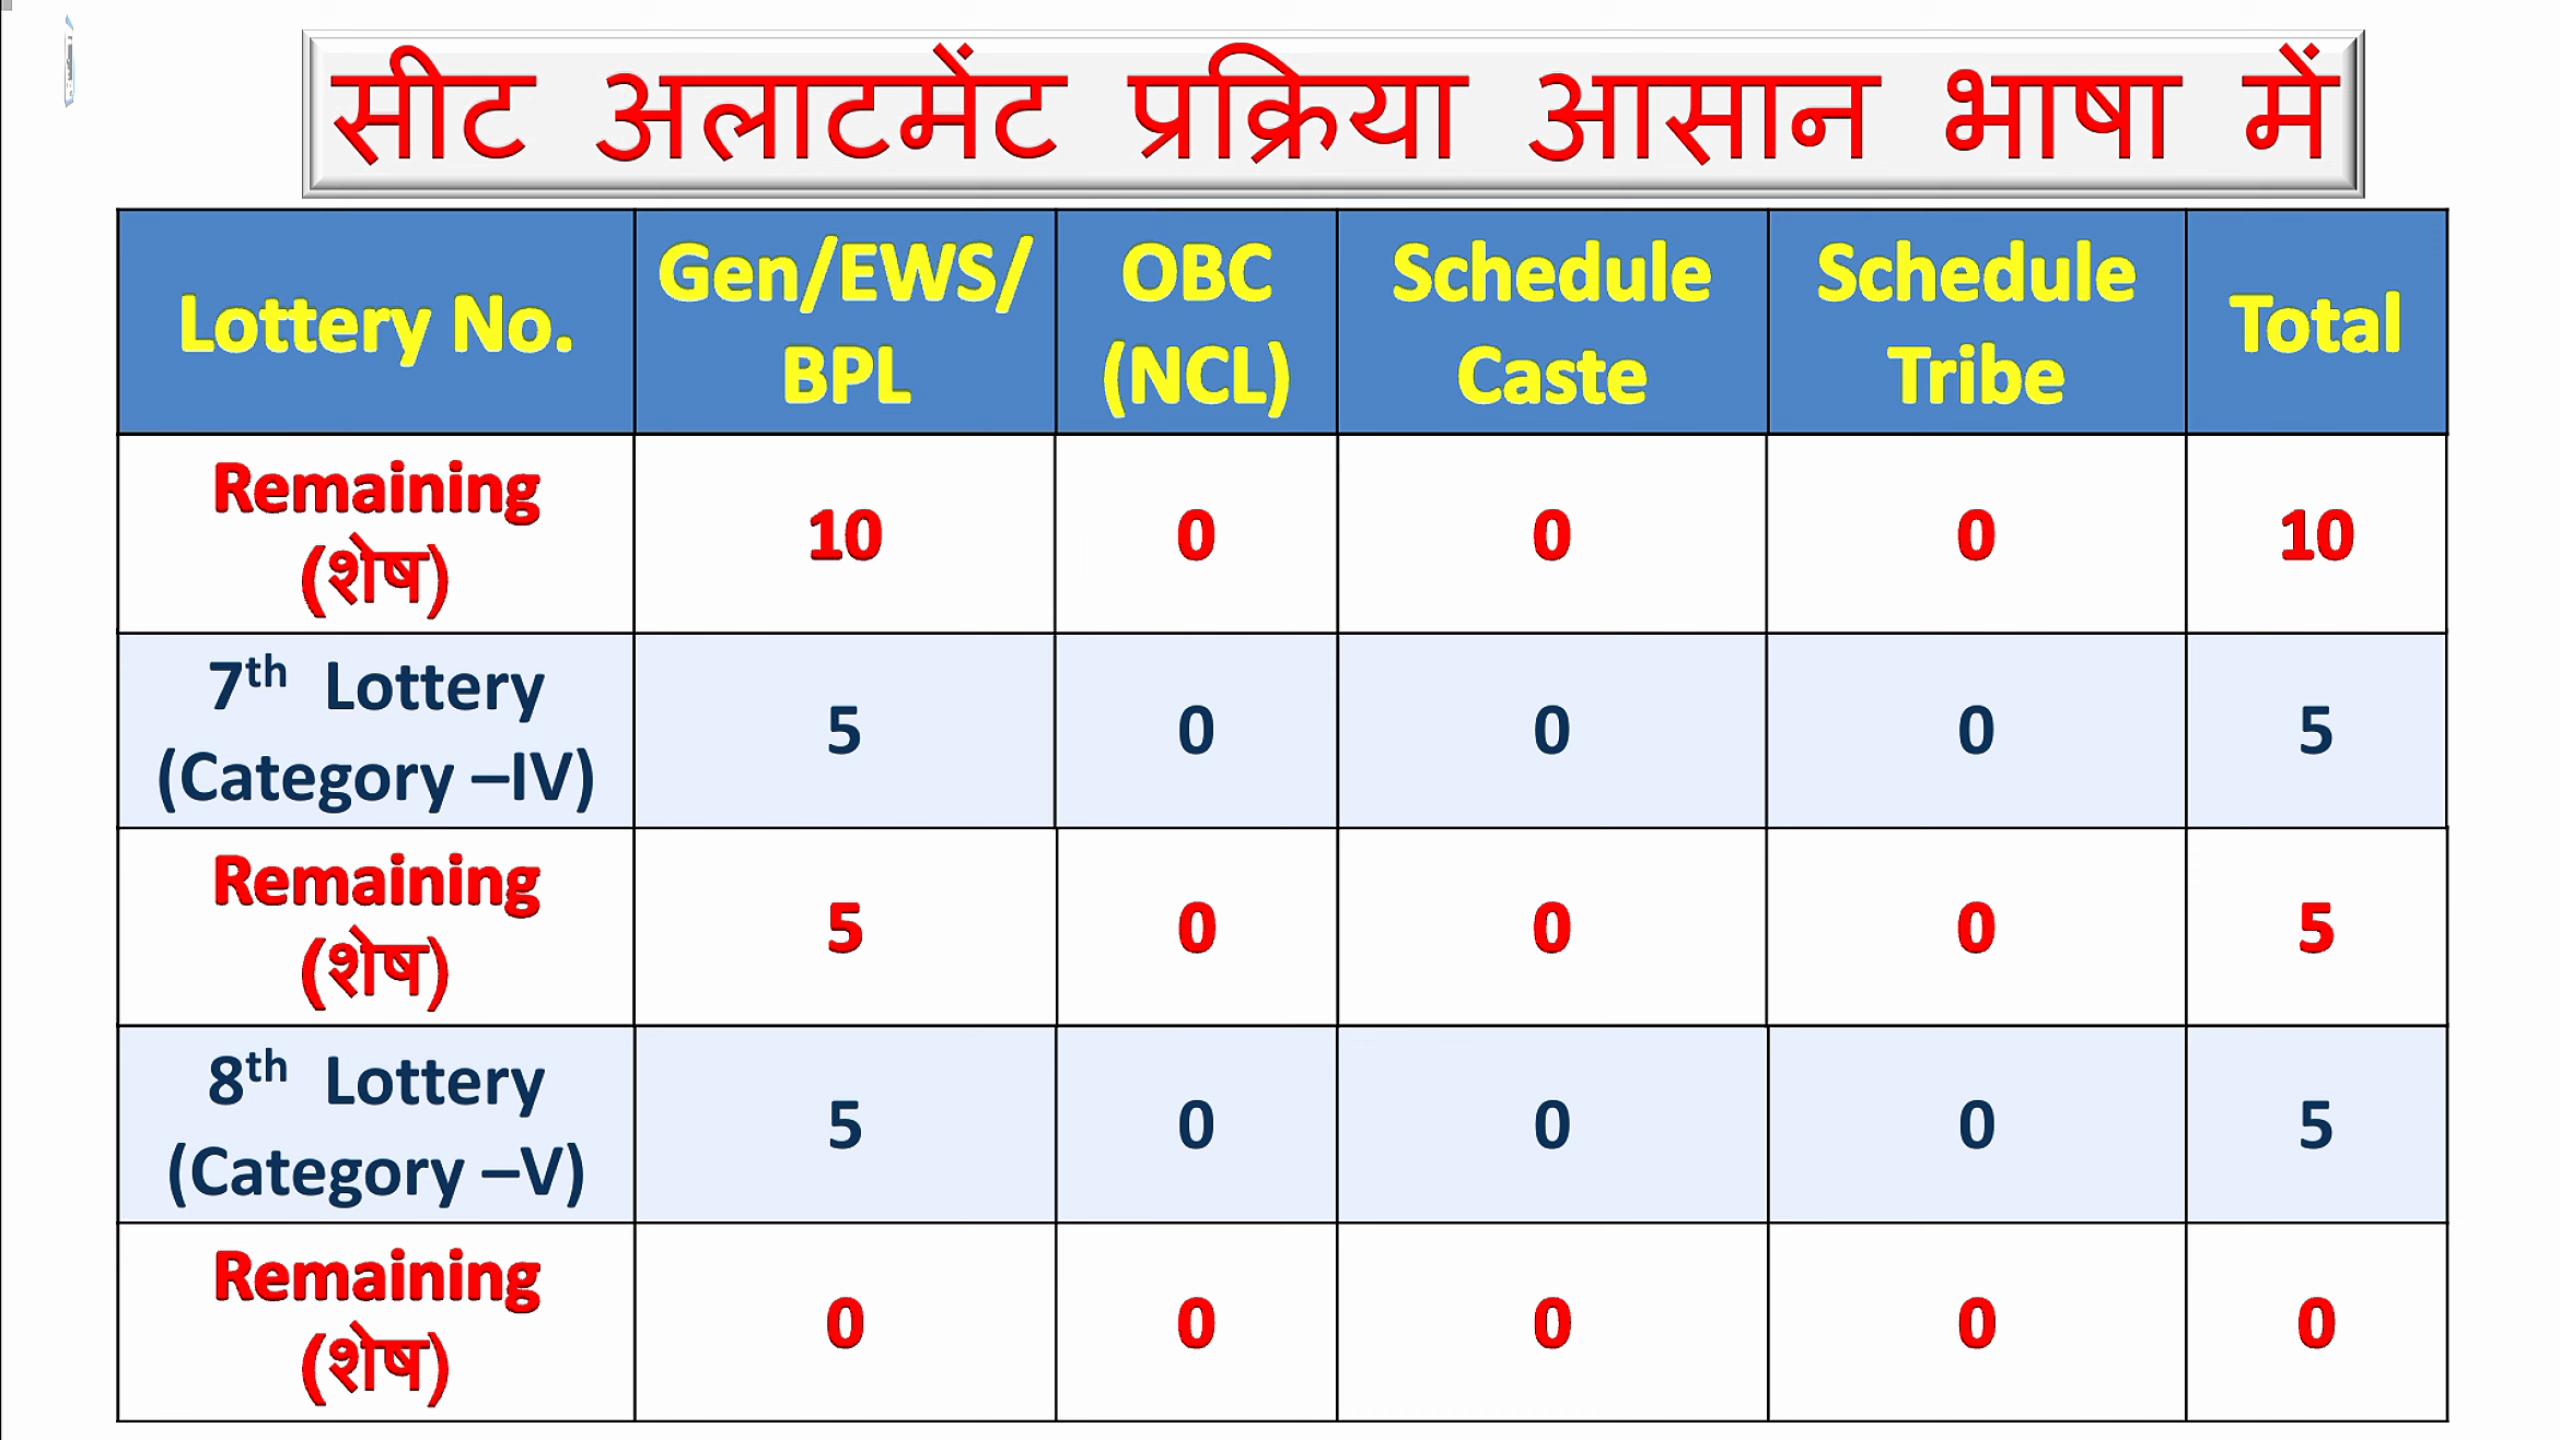 सीट अलाटमेंट प्रक्रिया आसान भाषा में
Lottery No. Gen/EWS/ BPL OBC (NCL) Schedule Caste Schedule Tribe Total
Remaining (शेष) 10 0 0 0 10
7th Lottery (Category –IV) 5 0 0 0 5
Remaining (शेष) 5 0 0 0 5
8th Lottery (Category –V) 5 0 0 0 5
Remaining (शेष) 0 0 0 0 0